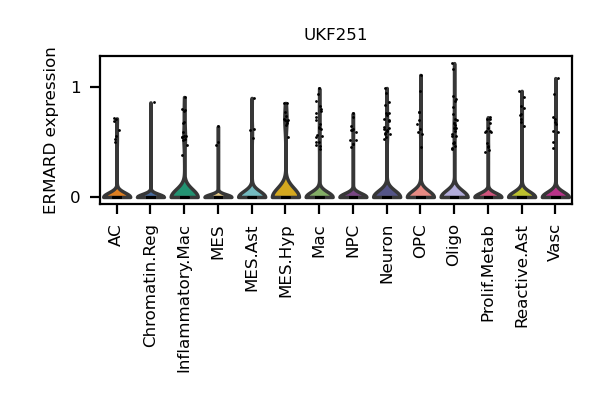 UKF251
ERMARD expression
1
0
AC
Chromatin.Reg
Inflammatory.Mac
MES
MES.Ast
MES.Hyp
Mac
NPC
Neuron
OPC
Oligo
Prolif.Metab
Reactive.Ast
Vasc